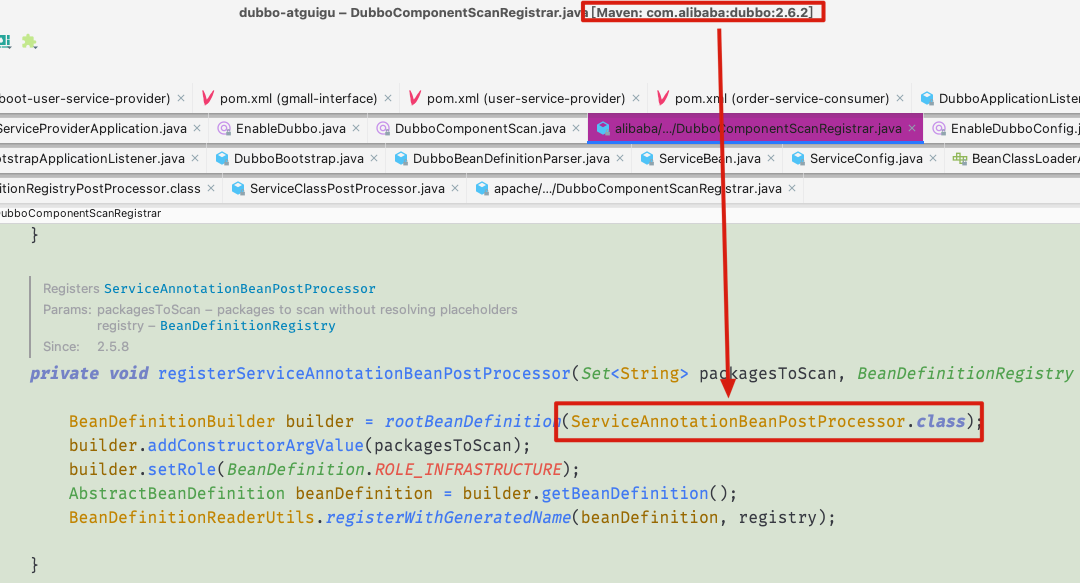 dubbo-atguigu – DubboComponentScanRegistrar.java [Maven: com.alibaba:dubbo:2.6.2]
boot-user-service-provider) × pom.xml (gmall-interface) × pom.xml (user-service-provider) × pom.xml (order-service-consumer) × DubboApplicationListe
ServiceProviderApplication.java × EnableDubbo.java × DubboComponentScan.java × alibaba/.../DubboComponentScanRegistrar.java × EnableDubboConfig.j
otstrapApplicationListener.java × DubboBootstrap.java × DubboBeanDefinitionParser.java × ServiceBean.java × ServiceConfig.java × BeanClassLoaderA
nitionRegistryPostProcessor.class × ServiceClassPostProcessor.java × apache/.../DubboComponentScanRegistrar.java ×
ubboComponentScanRegistrar
}
Registers ServiceAnnotationBeanPostProcessor
Params: packagesToScan – packages to scan without resolving placeholders
registry – BeanDefinitionRegistry
Since: 2.5.8
private void registerServiceAnnotationBeanPostProcessor(Set<String> packagesToScan, BeanDefinitionRegistry
BeanDefinitionBuilder builder = rootBeanDefinition(ServiceAnnotationBeanPostProcessor.class);
builder.addConstructorArgValue(packagesToScan);
builder.setRole(BeanDefinition.ROLE_INFRASTRUCTURE);
AbstractBeanDefinition beanDefinition = builder.getBeanDefinition();
BeanDefinitionReaderUtils.registerWithGeneratedName(beanDefinition, registry);
}